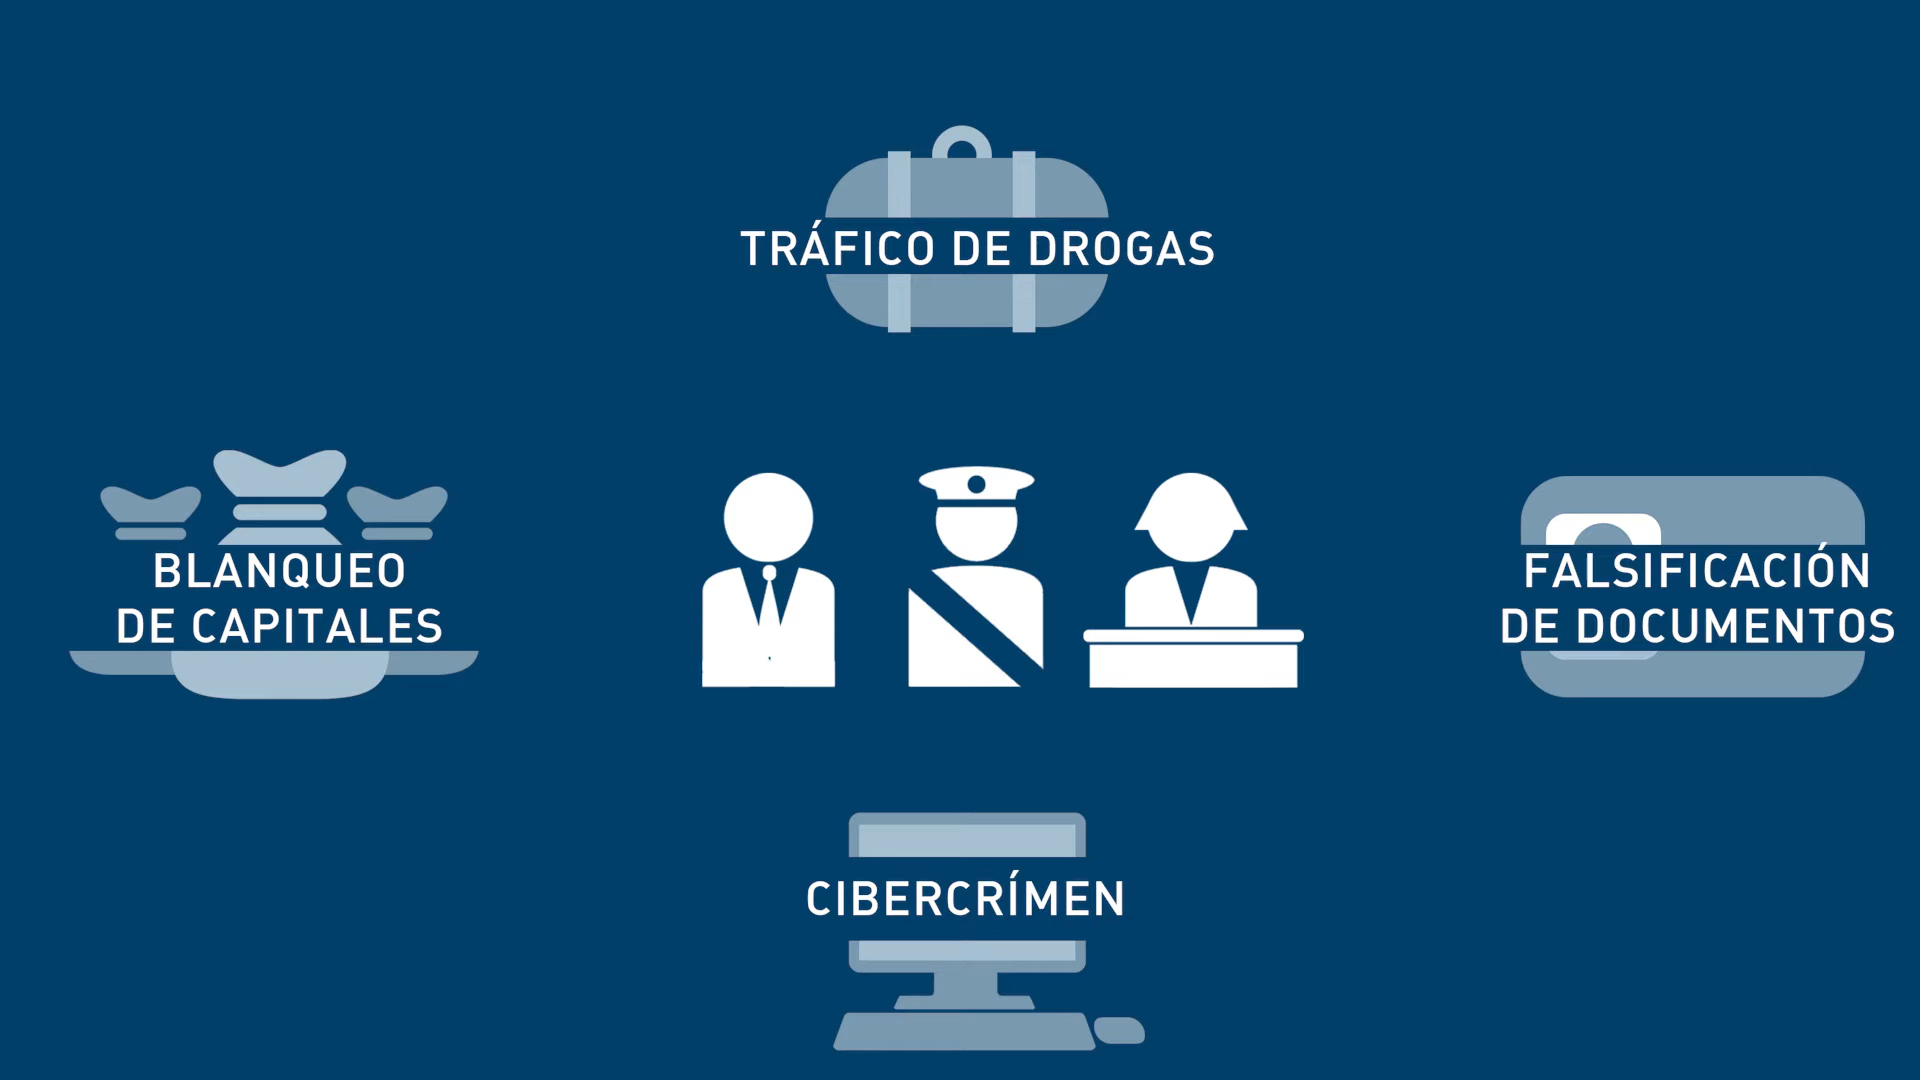 TRÁFICO DE DROGAS
BLANQUEO
DE CAPITALES
FALSIFICACIÓN
DE DOCUMENTOS
CIBERCRÍMEN